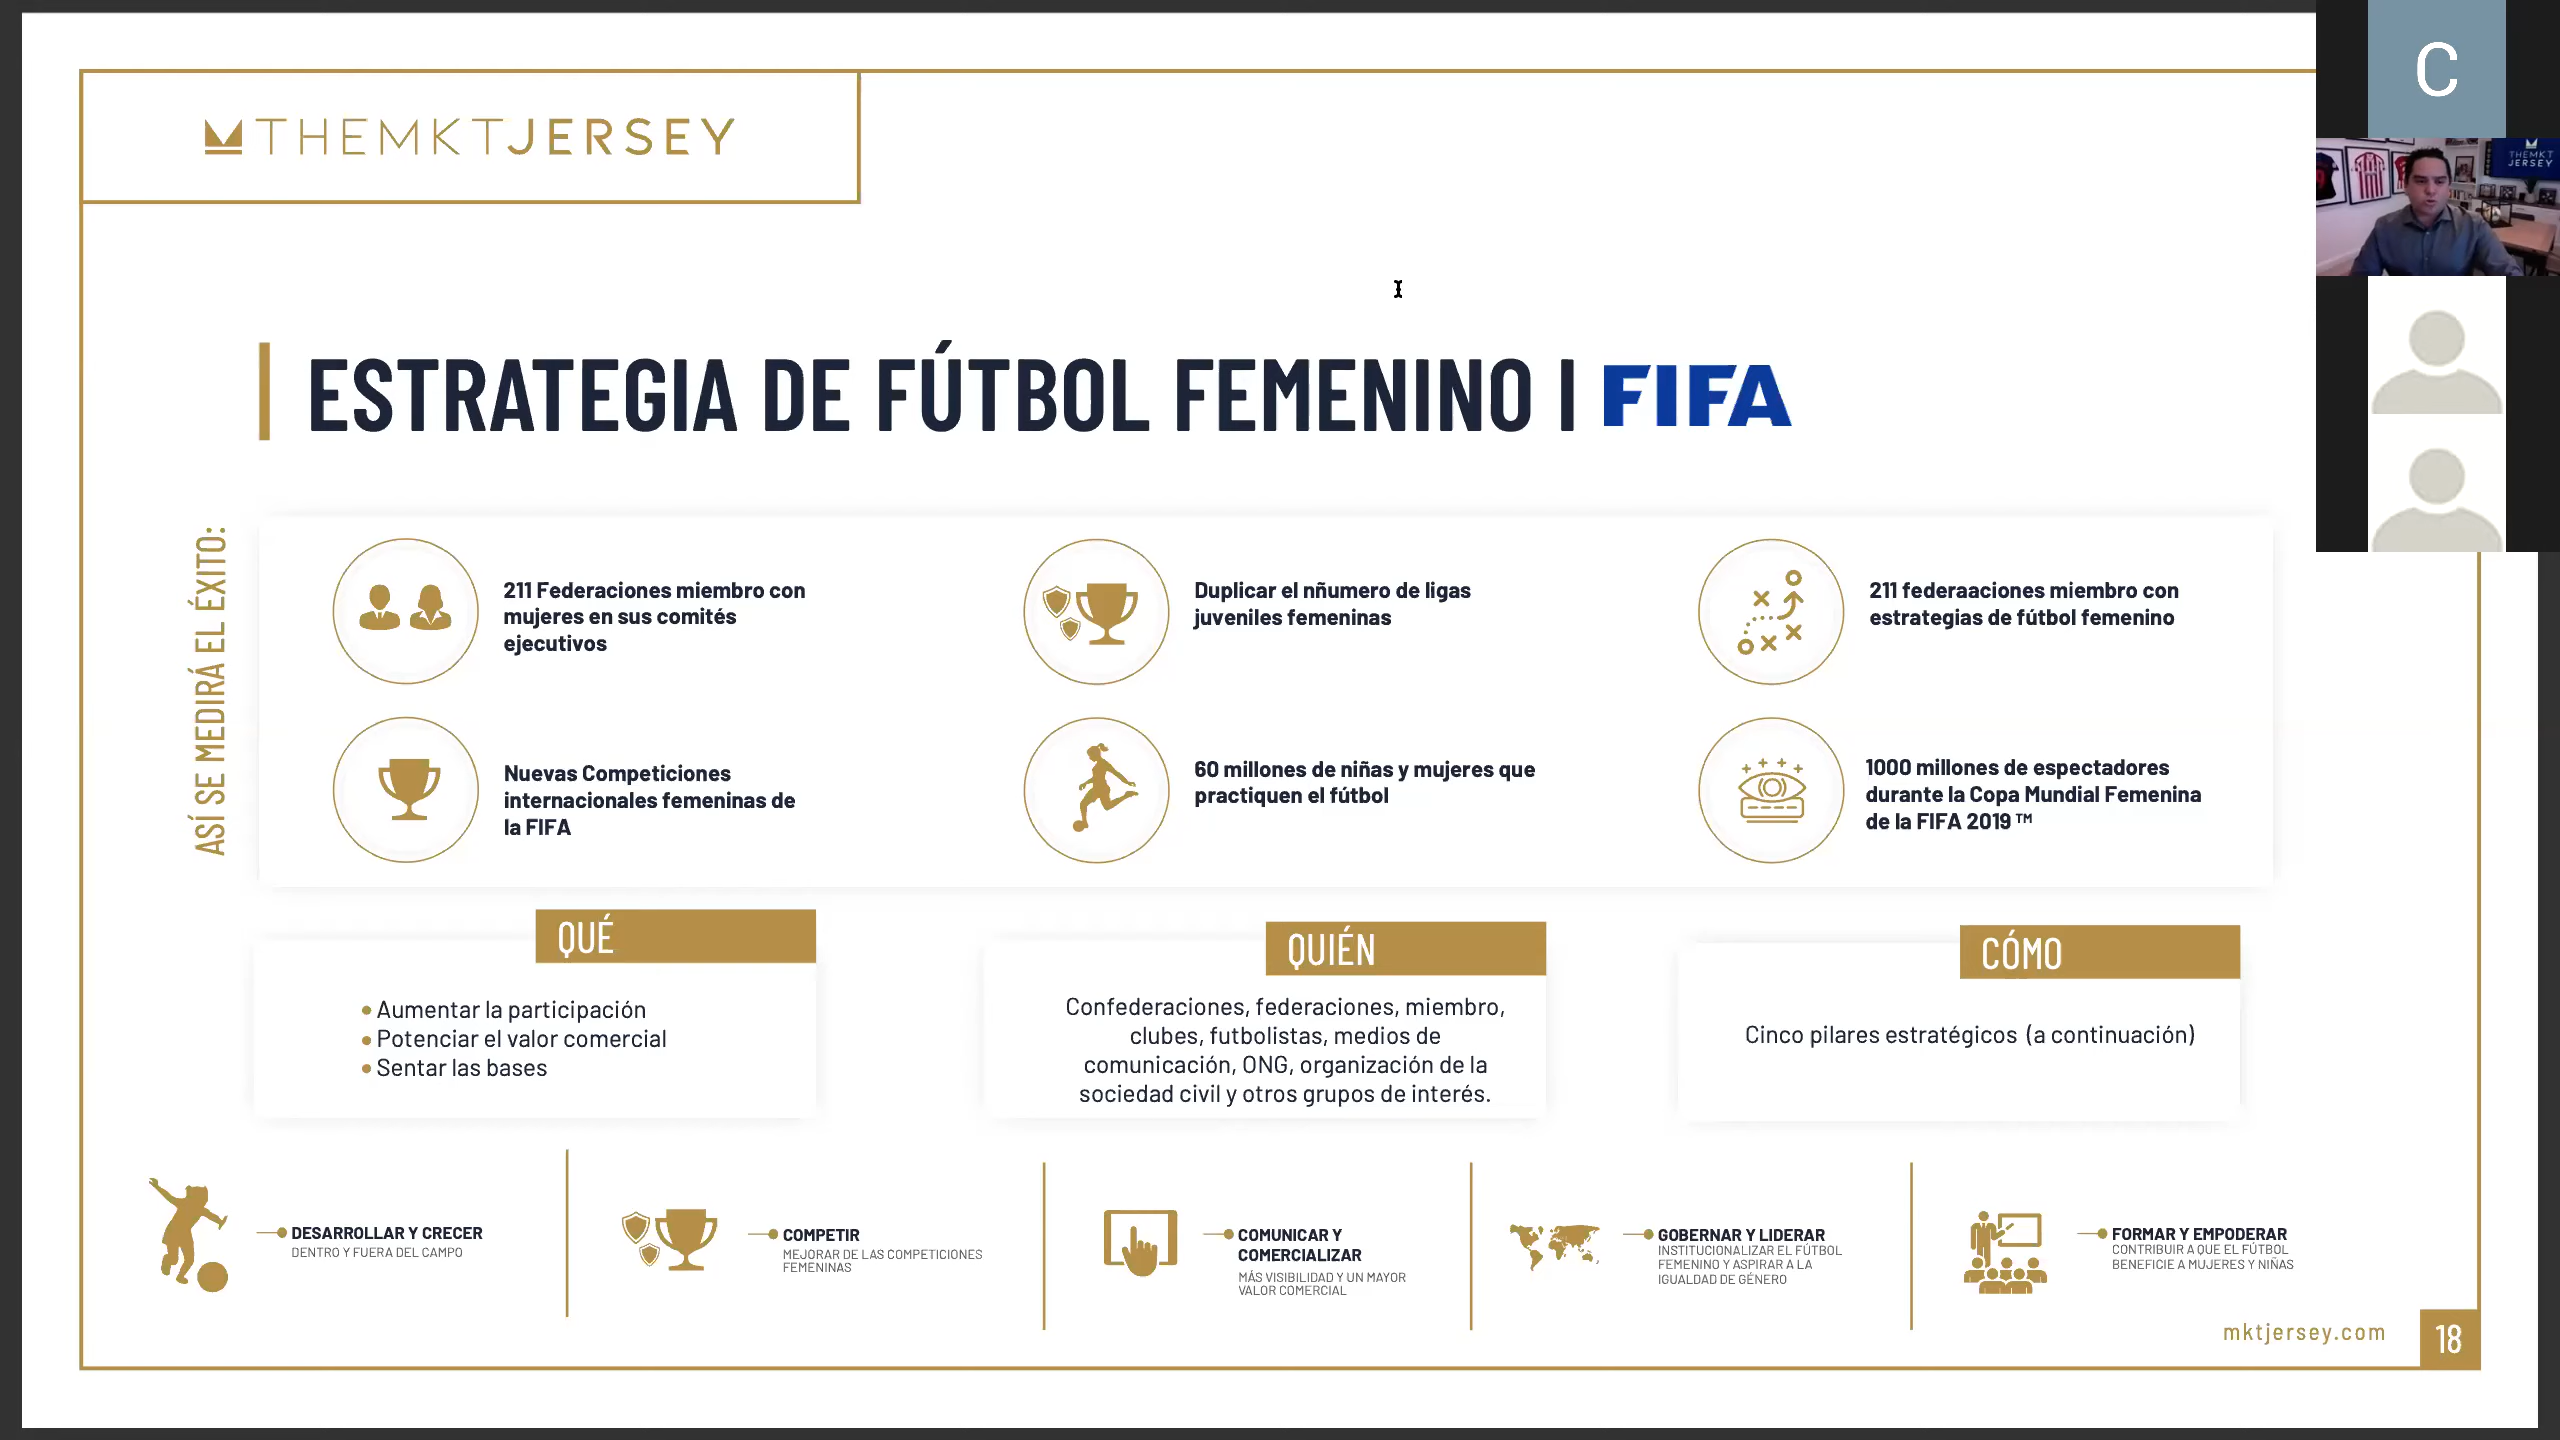 THEMKTJERSEY
C
THEMKT
JERSEY
ESTRATEGIA DE FÚTBOL FEMENINO | FIFA
ASÍ SE MEDIRÁ EL ÉXITO:
211 Federaciones miembro con
mujeres en sus comités
ejecutivos
Duplicar el nñumero de ligas
juveniles femeninas
211 federaaciones miembro con
estrategias de fútbol femenino
Nuevas Competiciones
internacionales femeninas de
la FIFA
60 millones de niñas y mujeres que
practiquen el fútbol
1000 millones de espectadores
durante la Copa Mundial Femenina
de la FIFA 2019 ™
QUÉ
• Aumentar la participación
• Potenciar el valor comercial
• Sentar las bases
QUIÉN
Confederaciones, federaciones, miembro,
clubes, futbolistas, medios de
comunicación, ONG, organización de la
sociedad civil y otros grupos de interés.
CÓMO
Cinco pilares estratégicos (a continuación)
DESARROLLAR Y CRECER
DENTRO Y FUERA DEL CAMPO
COMPETIR
MEJORAR DE LAS COMPETICIONES
FEMENINAS
COMUNICAR Y
COMERCIALIZAR
MÁS VISIBILIDAD Y UN MAYOR
VALOR COMERCIAL
GOBERNAR Y LIDERAR
INSTITUCIONALIZAR EL FÚTBOL
FEMENINO Y ASPIRAR A LA
IGUALDAD DE GÉNERO
FORMAR Y EMPODERAR
CONTRIBUIR A QUE EL FÚTBOL
BENEFICIE A MUJERES Y NIÑAS
mktjersey.com
18